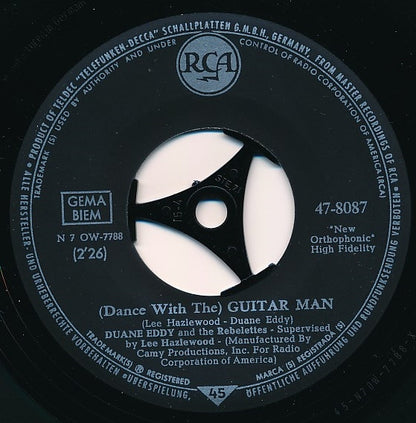 PRODUCT OF TELDEC "TELEFUNKEN-DECCA" SCHALLPLATTEN G.M.B.H., GERMANY, FROM MASTER RECORDINGS OF RCA
TRADEMARK(S) USED BY AUTHORITY AND UNDER CONTROL OF RADIO CORPORATION OF AMERICA (RCA)
RCA
GEMA
BIEM
N 7 OW-7788
(2'26)
47-8087
"New
Orthophonic"
High Fidelity
(Dance With The) GUITAR MAN
(Lee Hazlewood - Duane Eddy)
DUANE EDDY and the Rebelettes - Supervised
by Lee Hazlewood - (Manufactured By
Camy Productions, Inc. For Radio
Corporation of America)
TRADEMARK(S) ® REGISTERED
MARCA (S) REGISTRADA (S)
45
ALLE HERSTELLER- UND URHEBERRECHTE VORBEHALTEN
ÜBERSPIELUNG, ÖFFENTLICHE AUFFÜHRUNG UND RUNDFUNKSENDUNG VERBOTEN